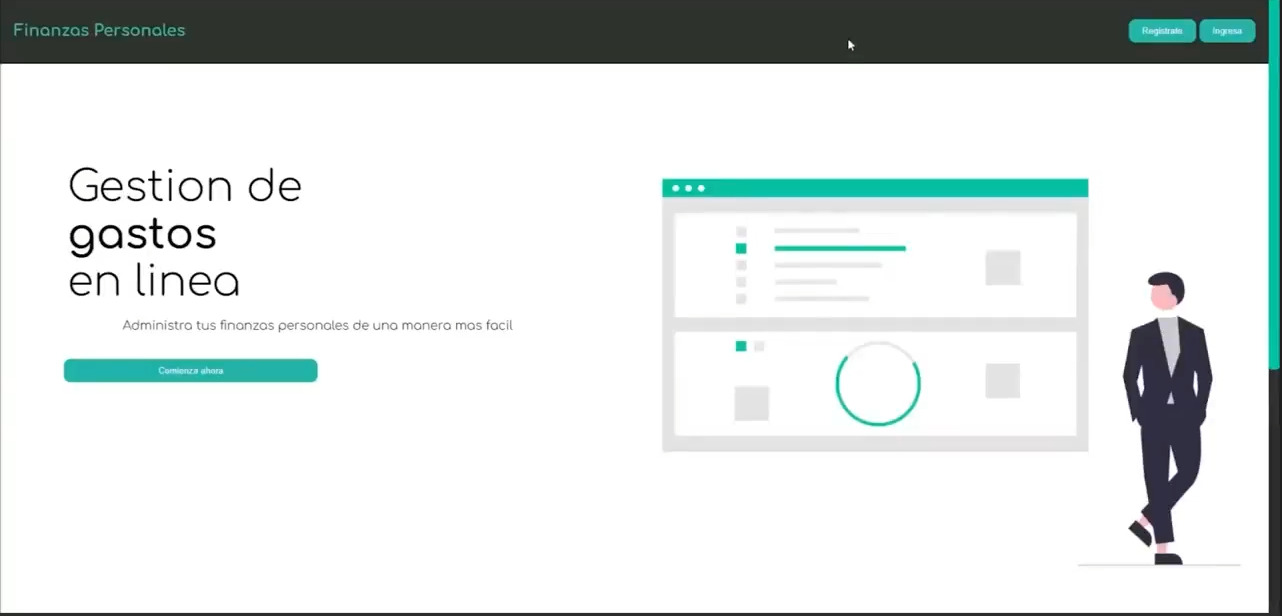 Finanzas Personales
Registrate
Ingresa
Gestion de
gastos
en linea
Administra tus finanzas personales de una manera mas facil
Comienza ahora